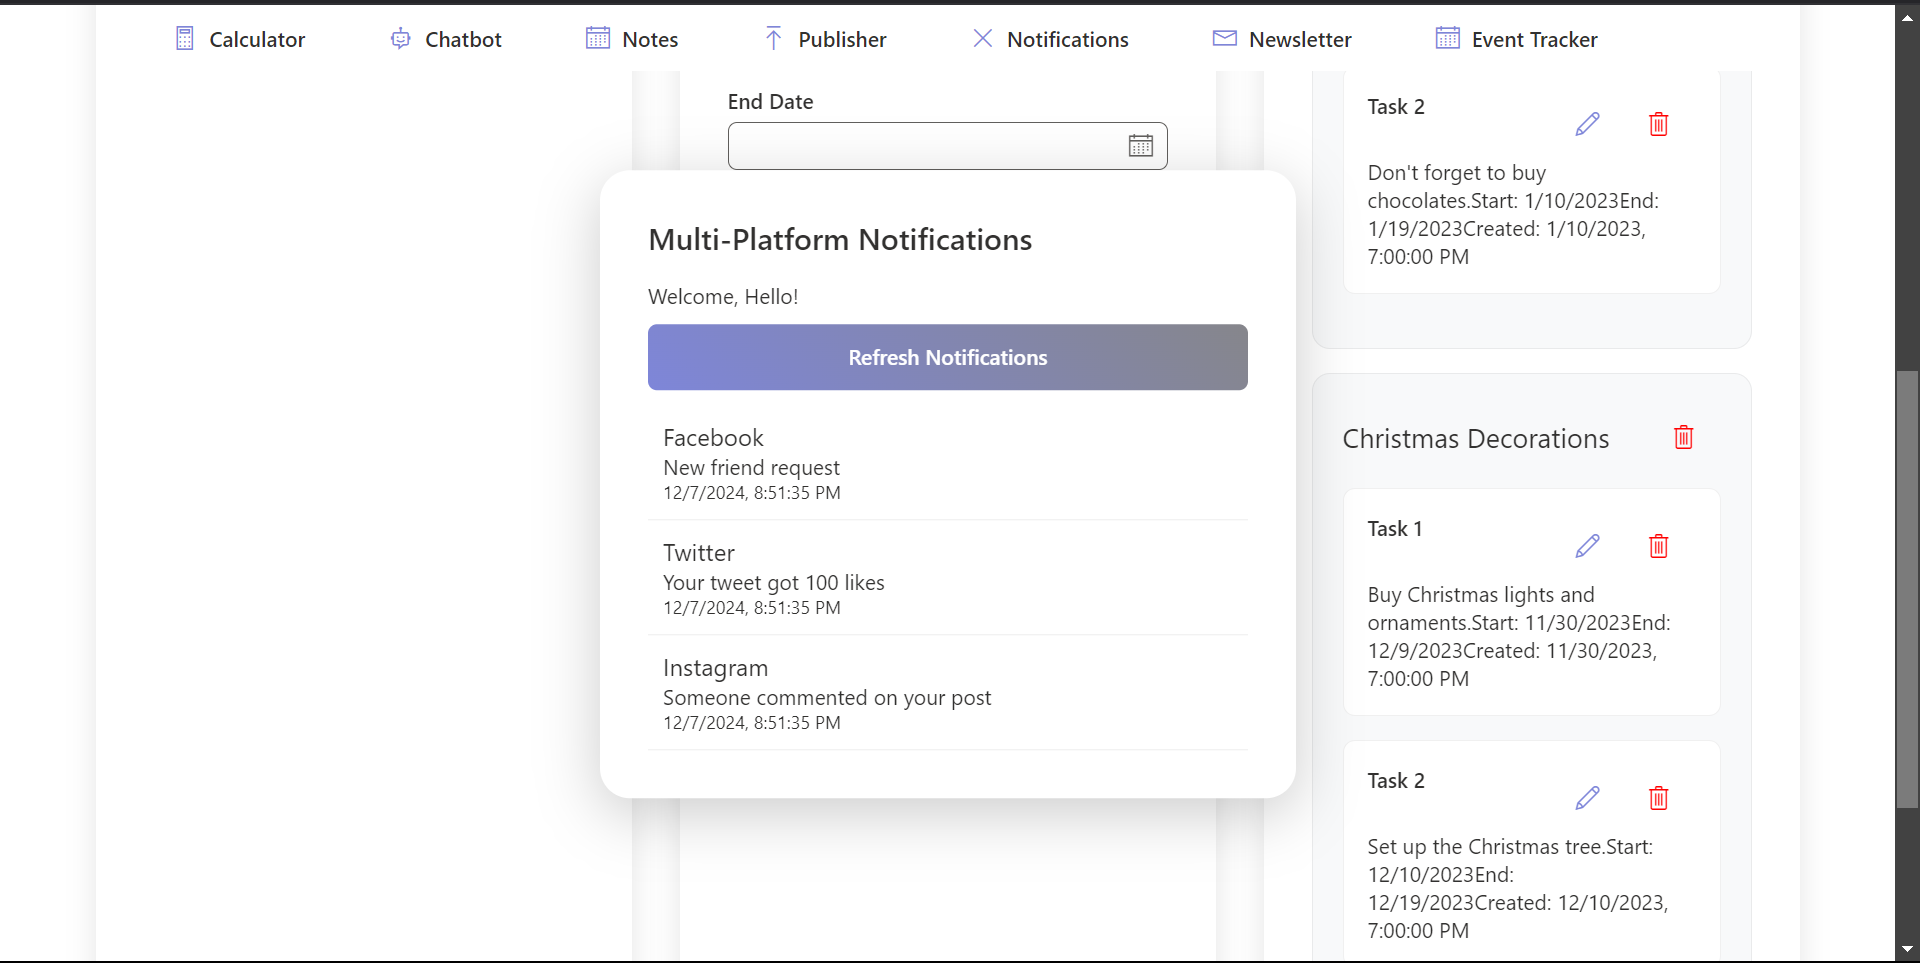 Calculator
Chatbot
Notes
Publisher
Notifications
Newsletter
Event Tracker
End Date
Multi-Platform Notifications
Welcome, Hello!
Refresh Notifications
Facebook
New friend request
12/7/2024, 8:51:35 PM
Twitter
Your tweet got 100 likes
12/7/2024, 8:51:35 PM
Instagram
Someone commented on your post
12/7/2024, 8:51:35 PM
Task 2
Don't forget to buy
chocolates.Start: 1/10/2023End:
1/19/2023Created: 1/10/2023,
7:00:00 PM
Christmas Decorations
Task 1
Buy Christmas lights and
ornaments.Start: 11/30/2023End:
12/9/2023Created: 11/30/2023,
7:00:00 PM
Task 2
Set up the Christmas tree.Start:
12/10/2023End:
12/19/2023Created: 12/10/2023,
7:00:00 PM